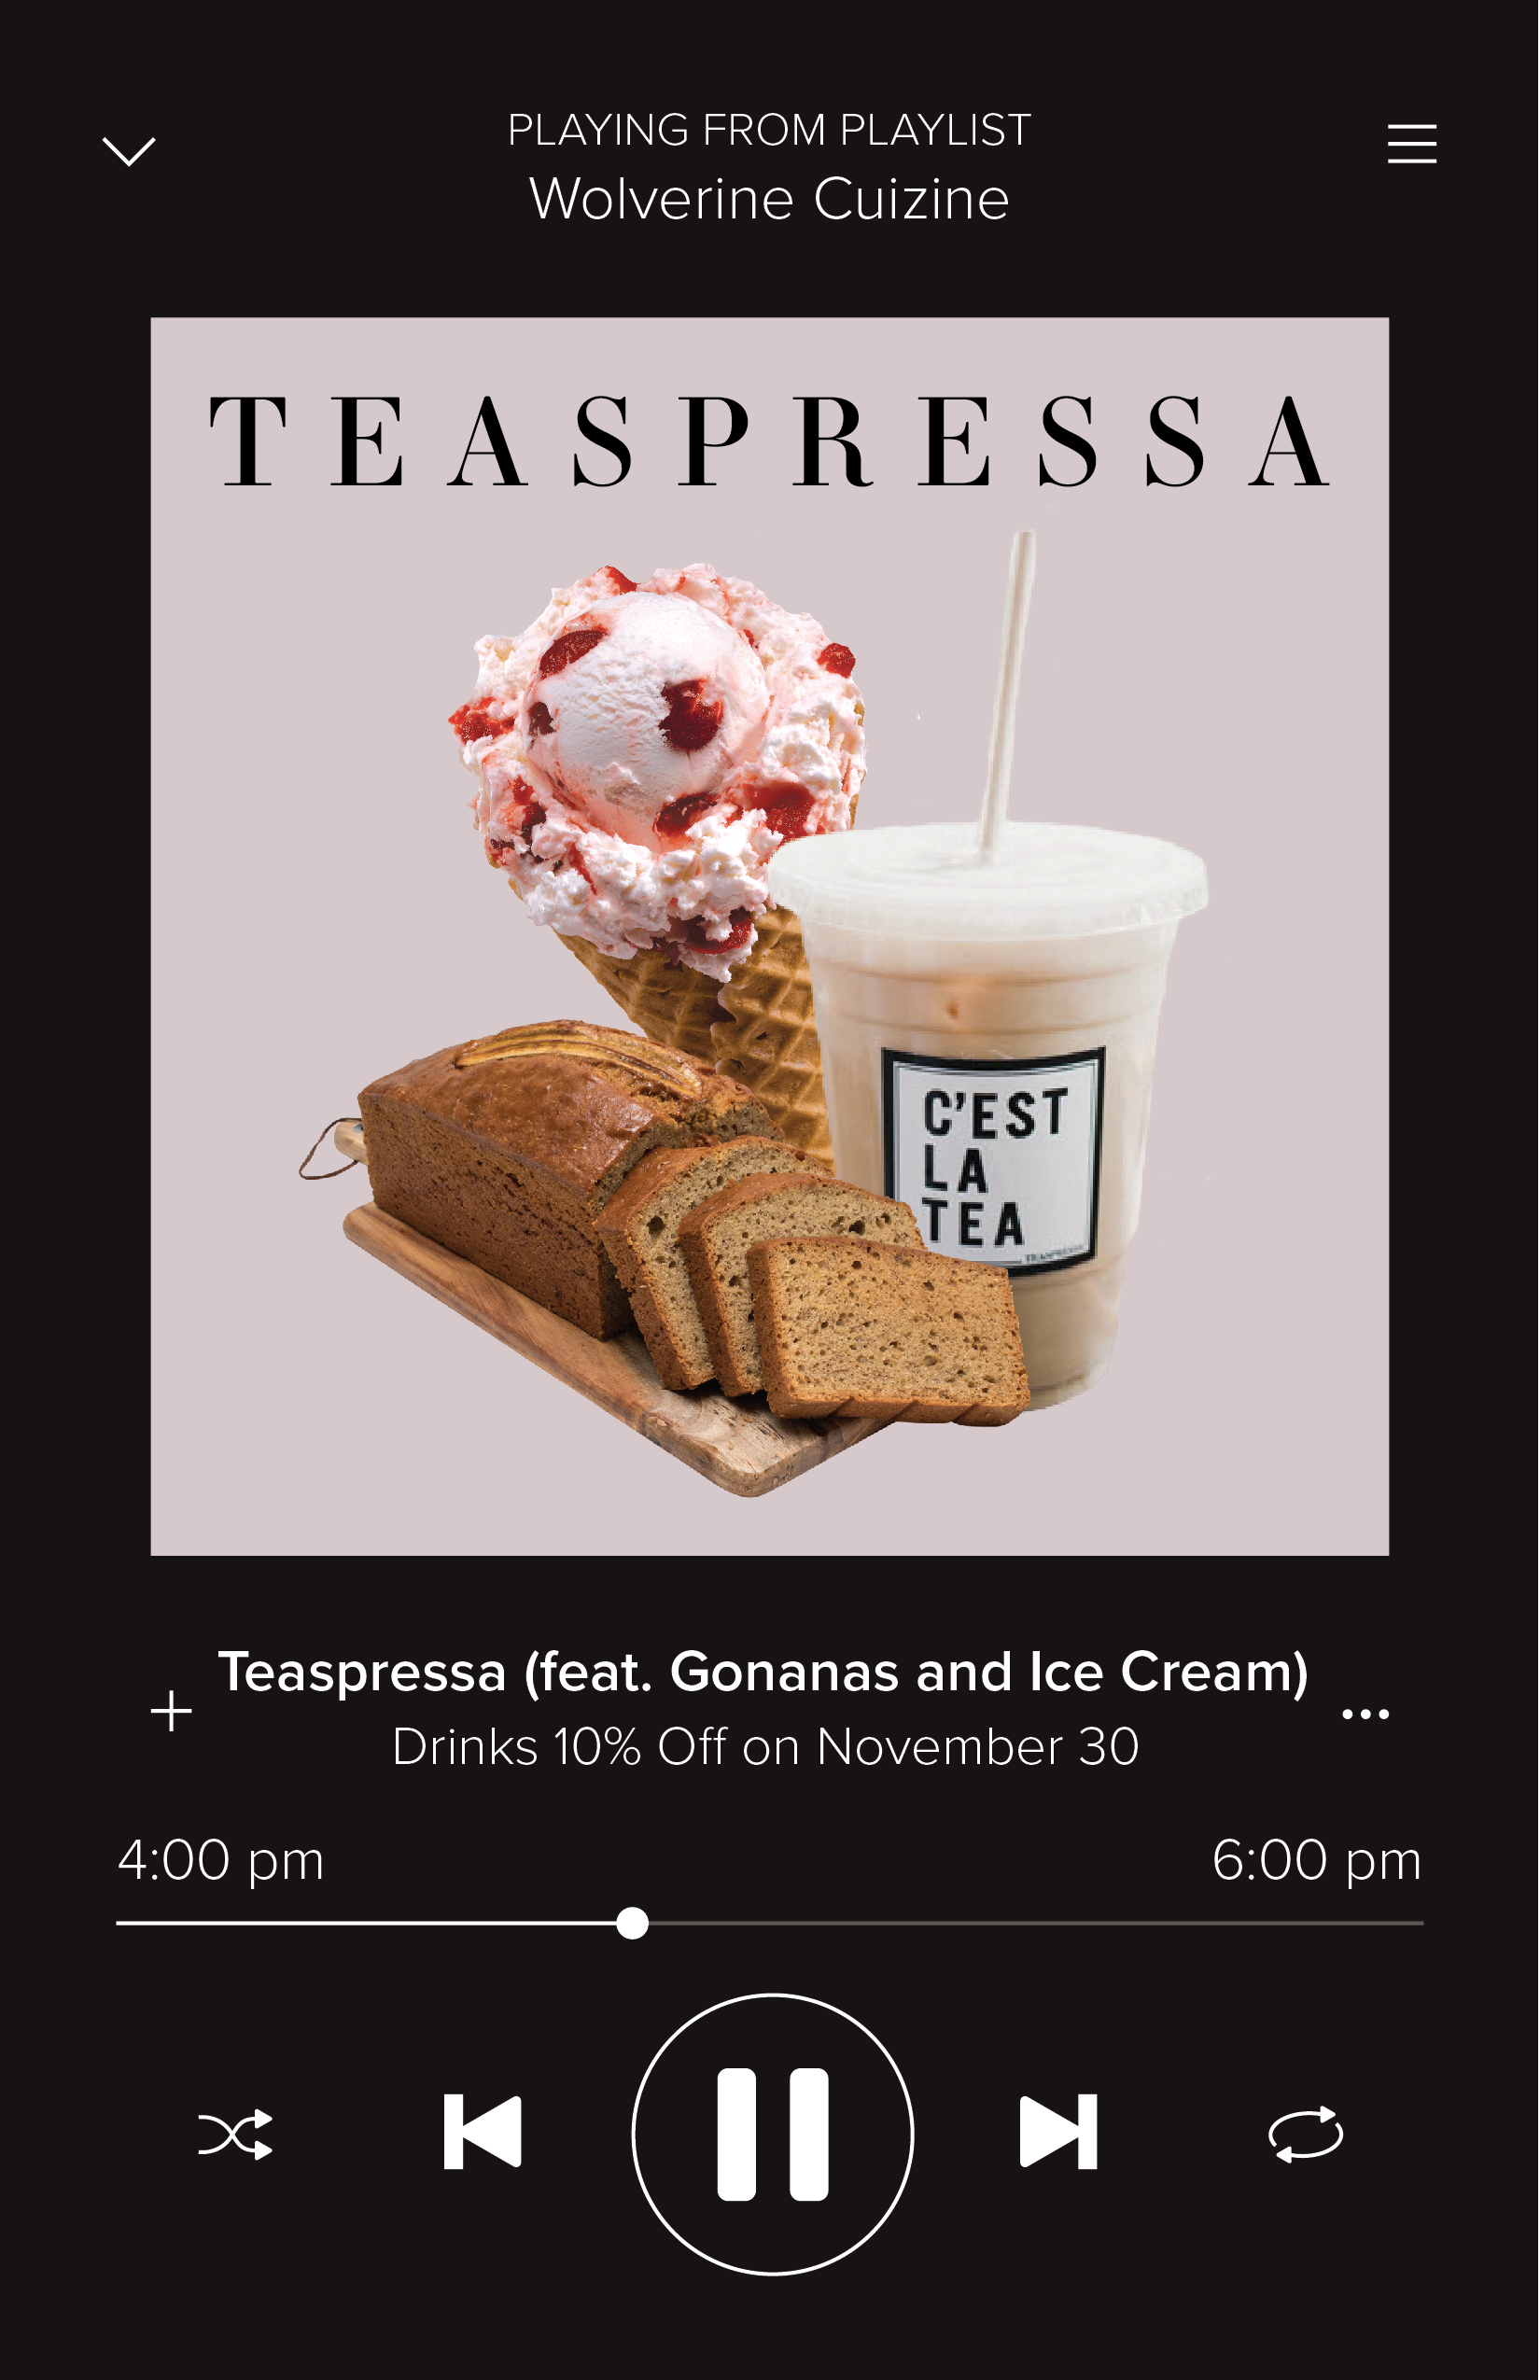 PLAYING FROM PLAYLIST
Wolverine Cuizine
TEASPRESSA
C'EST
LA
TEA
TEASPRESSA
Teaspressa (feat. Gonanas and Ice Cream)
Drinks 10% Off on November 30
4:00 pm
6:00 pm